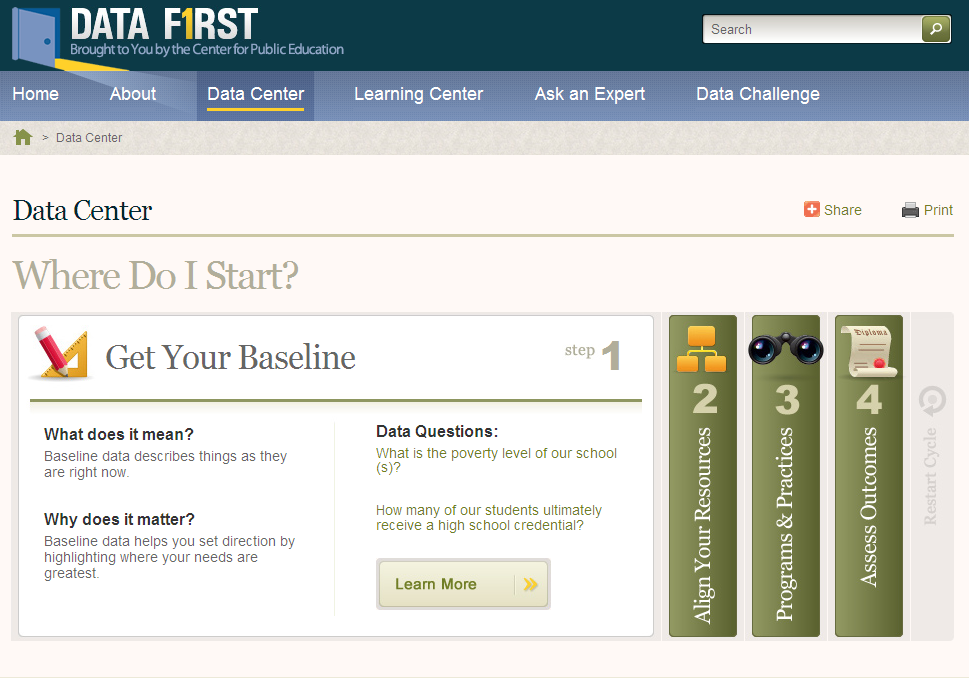 DATA F1RST
Brought to You by the Center for Public Education
Search
Home
About
Data Center
Learning Center
Ask an Expert
Data Challenge
> Data Center
Data Center
Share
Print
Where Do I Start?
Get Your Baseline
step 1
What does it mean?
Baseline data describes things as they
are right now.
Why does it matter?
Baseline data helps you set direction by
highlighting where your needs are
greatest.
Data Questions:
What is the poverty level of our school
(s)?
How many of our students ultimately
receive a high school credential?
Learn More
2
Align Your Resources
3
Programs & Practices
Diploma
4
Assess Outcomes
Restart Cycle